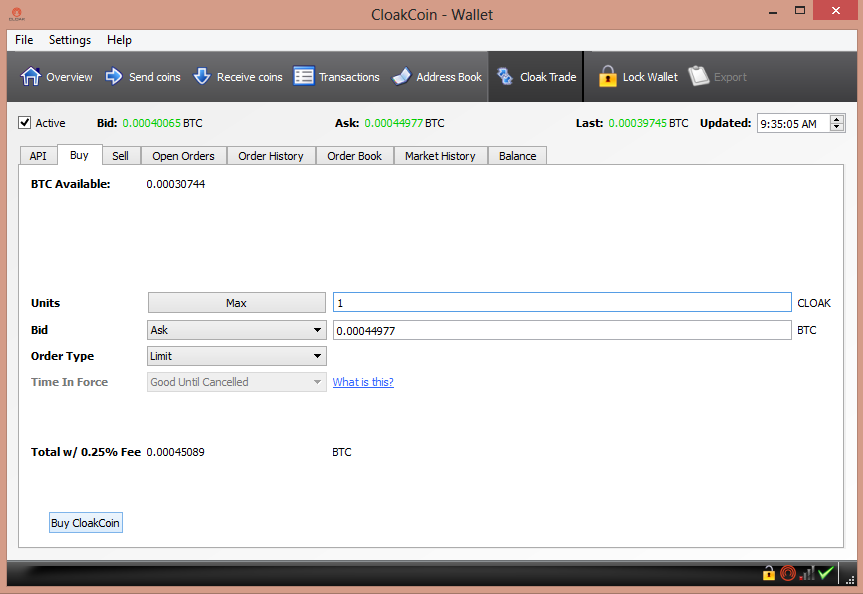 CLOAK
CloakCoin - Wallet
File Settings Help
Overview Send coins Receive coins Transactions Address Book Cloak Trade Lock Wallet Export
Active Bid: 0.00040065 BTC Ask: 0.00044977 BTC Last: 0.00039745 BTC Updated: 9:35:05 AM
API Buy Sell Open Orders Order History Order Book Market History Balance
BTC Available: 0.00030744
Units Max 1 CLOAK
Bid Ask 0.00044977 BTC
Order Type Limit
Time In Force Good Until Cancelled What is this?
Total w/ 0.25% Fee 0.00045089 BTC
Buy CloakCoin